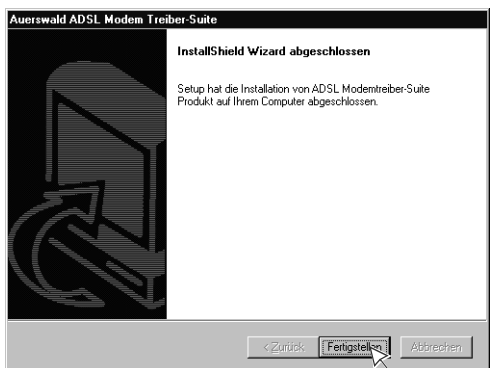 Auerswald ADSL Modem Treiber-Suite
InstallShield Wizard abgeschlossen
Setup hat die Installation von ADSL Modemtreiber-Suite
Produkt auf Ihrem Computer abgeschlossen.
< Zurück
Fertigstellen
Abbrechen